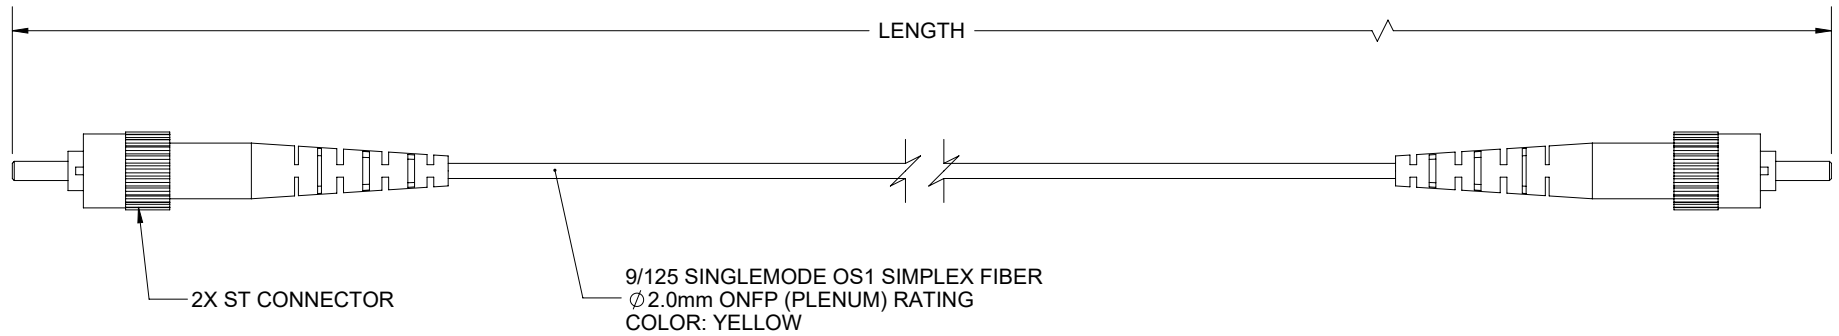 LENGTH
2X ST CONNECTOR
9/125 SINGLEMODE OS1 SIMPLEX FIBER
∅2.0mm ONFP (PLENUM) RATING
COLOR: YELLOW